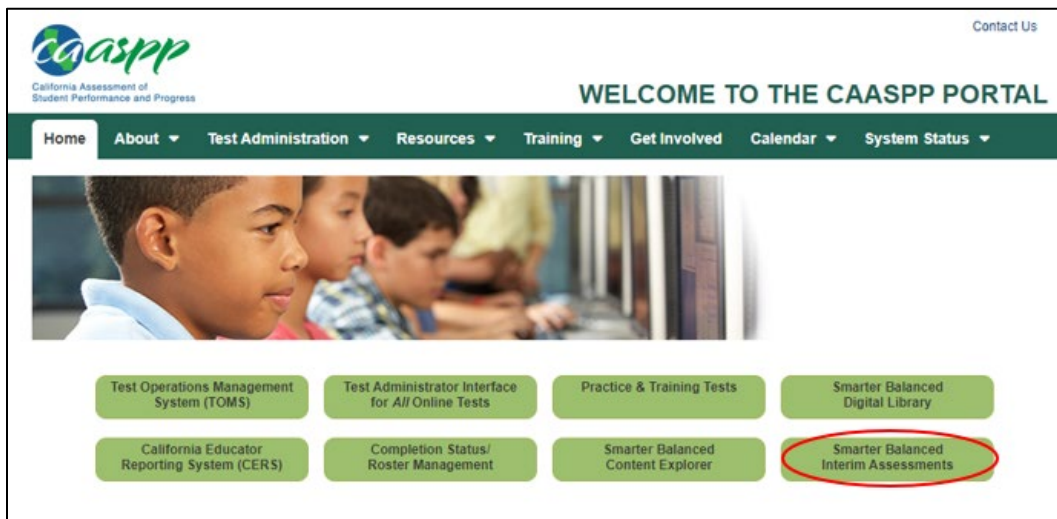 Contact Us
caaspp
California Assessment of
Student Performance and Progress
WELCOME TO THE CAASPP PORTAL
Home About Test Administration Resources Training Get Involved Calendar System Status
Test Operations Management
System (TOMS)
Test Administrator Interface
for All Online Tests
Practice & Training Tests
Smarter Balanced
Digital Library
California Educator
Reporting System (CERS)
Completion Status/
Roster Management
Smarter Balanced
Content Explorer
Smarter Balanced
Interim Assessments